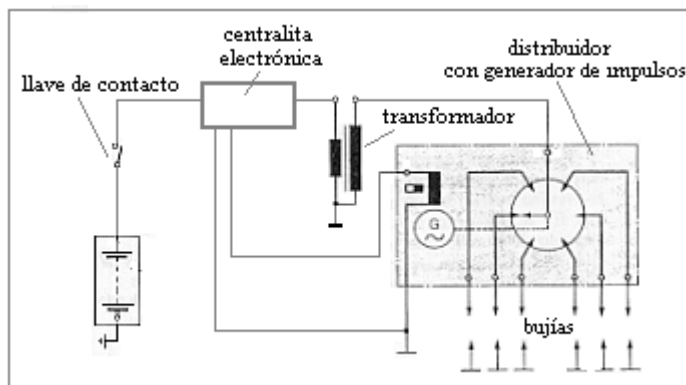 centralita
electrónica
distribuidor
con generador de impulsos
llave de contacto
transformador
G
bujías